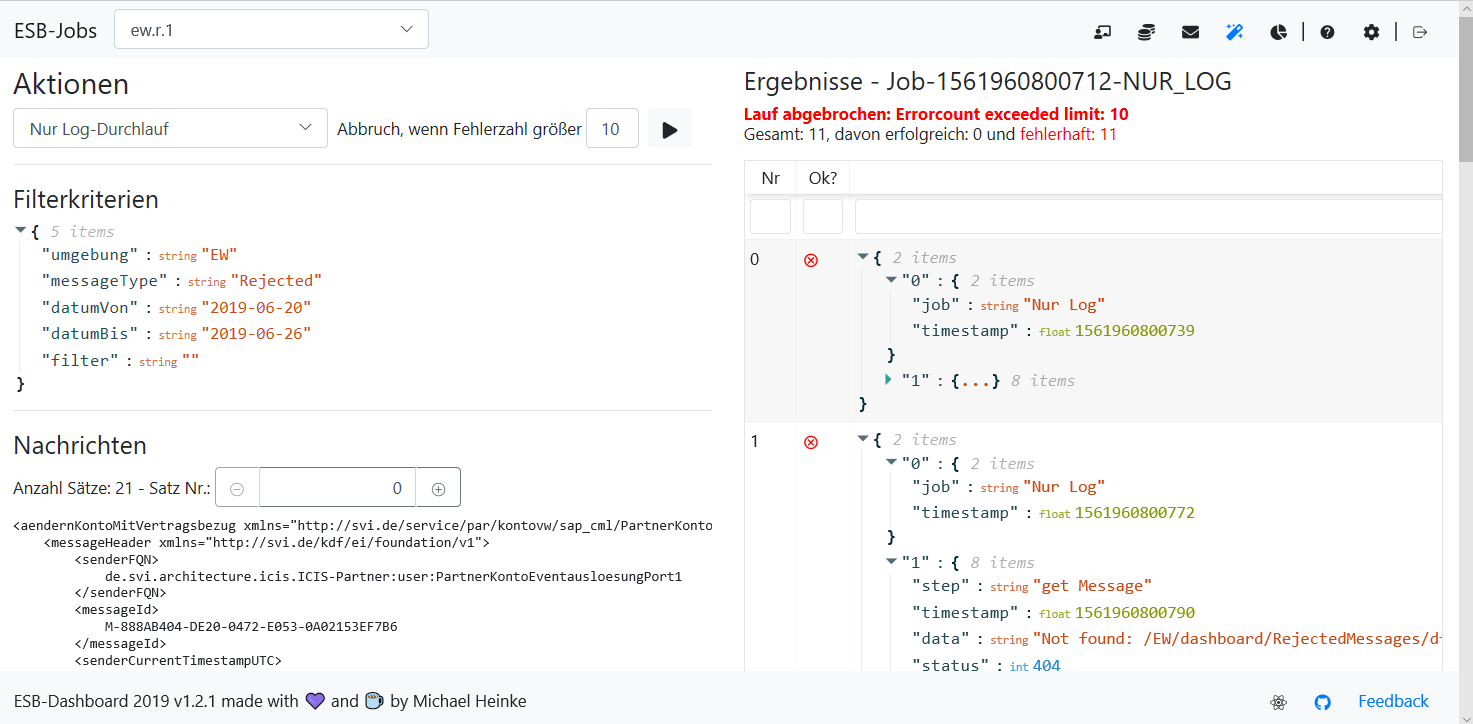 ESB-Jobs
ew.r.1
Aktionen
Nur Log-Durchlauf
Abbruch, wenn Fehlerzahl größer
10
Filterkriterien
{ 5 items
"umgebung" : string "EW"
"messageType" : string "Rejected"
"datumVon" : string "2019-06-20"
"datumBis" : string "2019-06-26"
"filter" : string ""
}
Nachrichten
Anzahl Sätze: 21 - Satz Nr.:
0
<aendernKontoMitVertragsbezug xmlns="http://svi.de/service/par/kontovw/sap_cml/PartnerKonto
<messageHeader xmlns="http://svi.de/kdf/ei/foundation/v1">
<senderFQN>
de.svi.architecture.icis.ICIS-Partner:user:PartnerKontoEventausloesungPort1
</senderFQN>
<messageId>
M-888AB404-DE20-0472-E053-0A02153EF7B6
</messageId>
<senderCurrentTimestampUTC>
Ergebnisse - Job-1561960800712-NUR_LOG
Lauf abgebrochen: Errorcount exceeded limit: 10
Gesamt: 11, davon erfolgreich: 0 und fehlerhaft: 11
Nr Ok?
0
{ 2 items
"0" : { 2 items
"job" : string "Nur Log"
"timestamp" : float 1561960800739
}
"1" : {...} 8 items
}
1
{ 2 items
"0" : { 2 items
"job" : string "Nur Log"
"timestamp" : float 1561960800772
}
"1" : { 8 items
"step" : string "get Message"
"timestamp" : float 1561960800790
"data" : string "Not found: /EW/dashboard/RejectedMessages/d
"status" : int 404
ESB-Dashboard 2019 v1.2.1 made with 💜 and ☕ by Michael Heinke
Feedback